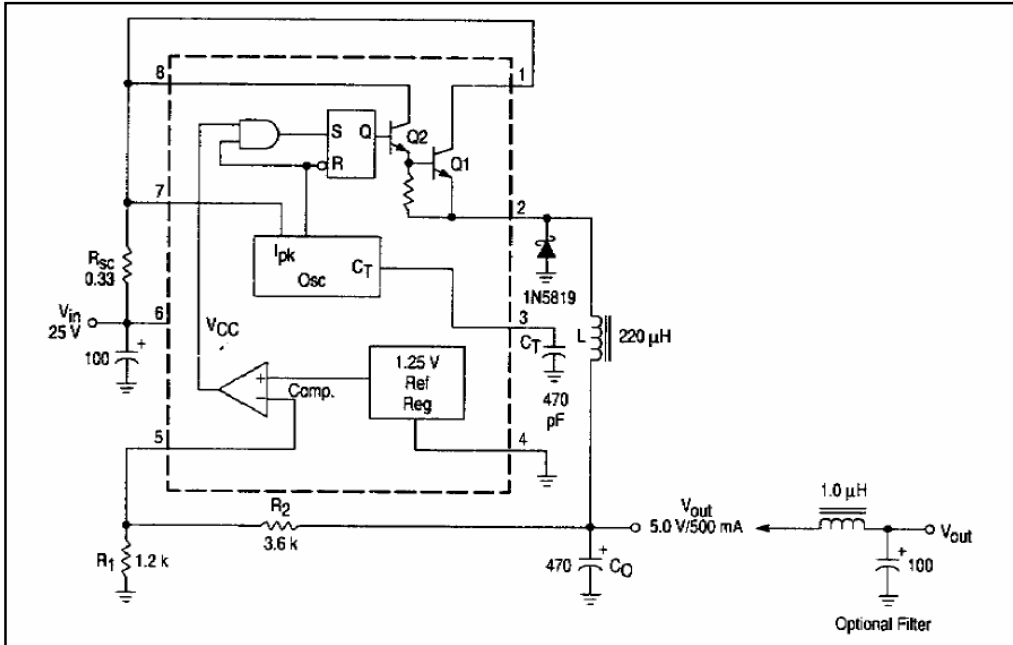 8
1
S Q
R
Q2
Q1
7
2
Ipk
CT
Osc
1N5819
RSC
0.33
Vin
25 V
6
3
VCC
CT
L
220 µH
100
+
470
pF
1.25 V
Ref
Reg
+
−
Comp.
5
4
R2
3.6 k
R1
1.2 k
Vout
5.0 V/500 mA
1.0 µH
Vout
470
+
CO
+
100
Optional Filter